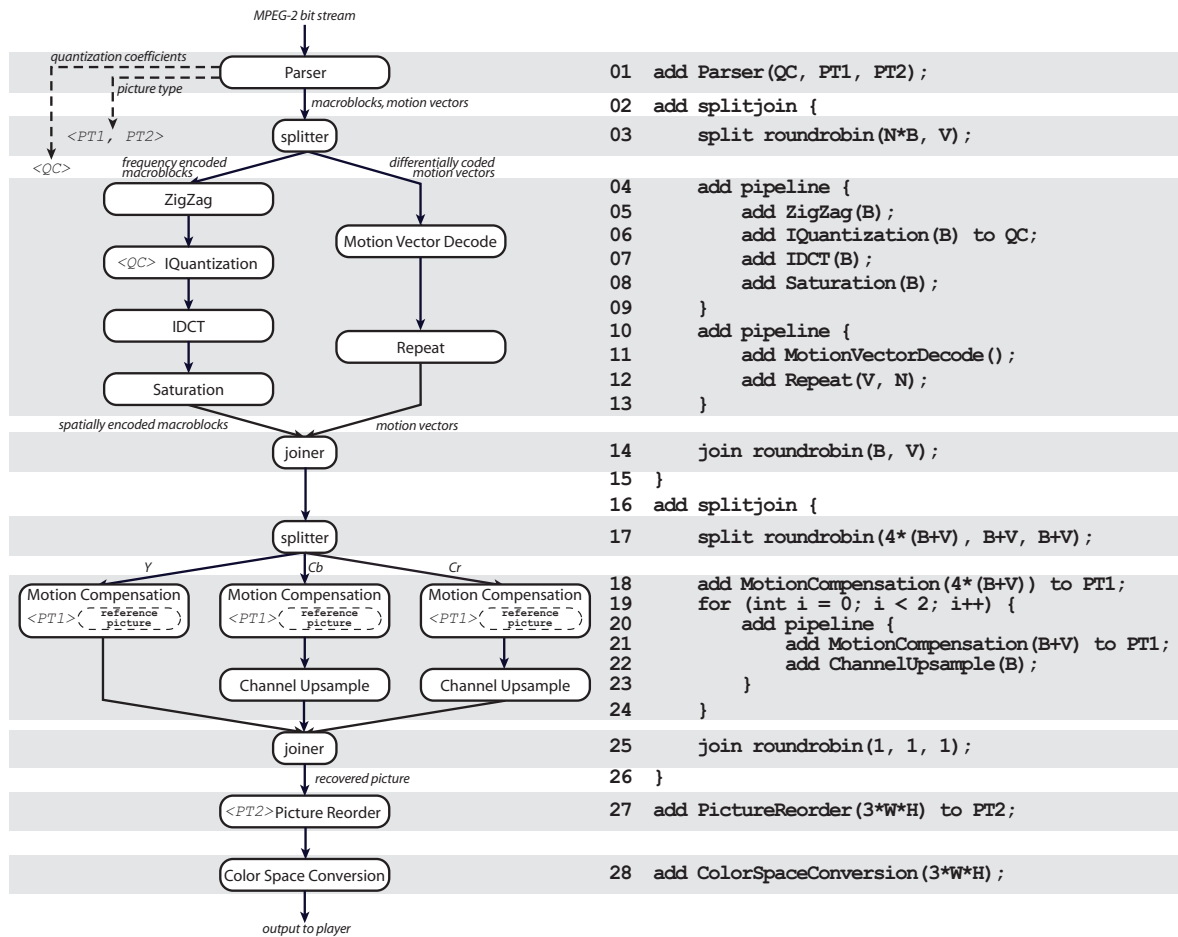 MPEG-2 bit stream
quantization coefficients
Parser
picture type
macroblocks, motion vectors
<PT1, PT2>
splitter
<QC>
frequency encoded
macroblocks
differentially coded
motion vectors
ZigZag
Motion Vector Decode
<QC> IQuantization
IDCT
Repeat
Saturation
spatially encoded macroblocks
motion vectors
joiner
splitter
Y
Cb
Cr
Motion Compensation
<PT1>
reference
picture
Motion Compensation
<PT1>
reference
picture
Motion Compensation
<PT1>
reference
picture
Channel Upsample
Channel Upsample
joiner
recovered picture
<PT2> Picture Reorder
Color Space Conversion
output to player
01 add Parser(QC, PT1, PT2);
02 add splitjoin {
03 split roundrobin(N*B, V);
04 add pipeline {
05 add ZigZag(B);
06 add IQuantization(B) to QC;
07 add IDCT(B);
08 add Saturation(B);
09 }
10 add pipeline {
11 add MotionVectorDecode();
12 add Repeat(V, N);
13 }
14 join roundrobin(B, V);
15 }
16 add splitjoin {
17 split roundrobin(4*(B+V), B+V, B+V);
18 add MotionCompensation(4*(B+V)) to PT1;
19 for (int i = 0; i < 2; i++) {
20 add pipeline {
21 add MotionCompensation(B+V) to PT1;
22 add ChannelUpsample(B);
23 }
24 }
25 join roundrobin(1, 1, 1);
26 }
27 add PictureReorder(3*W*H) to PT2;
28 add ColorSpaceConversion(3*W*H);